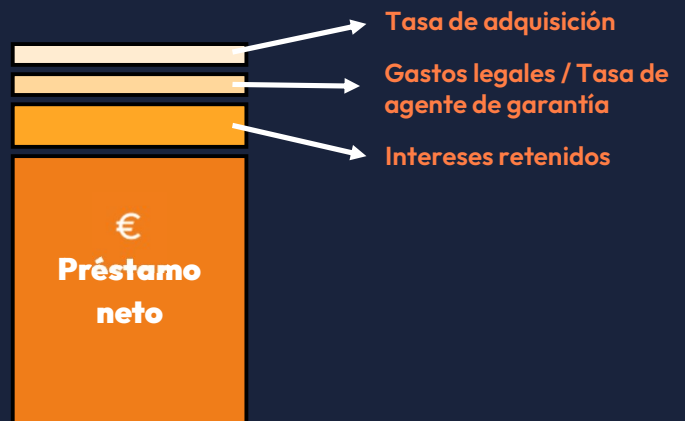 Tasa de adquisición
Gastos legales / Tasa de
agente de garantía
Intereses retenidos
€
Préstamo
neto